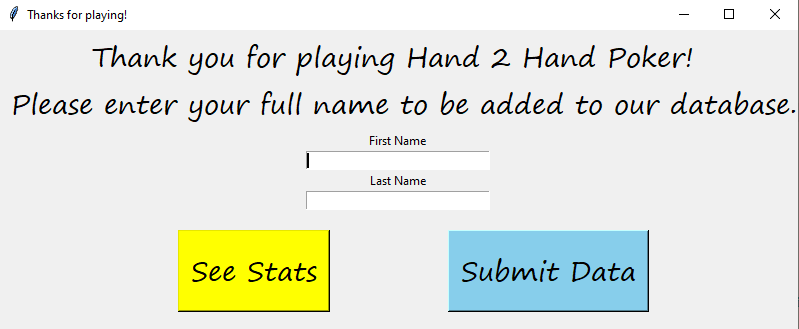 Thanks for playing!
Thank you for playing Hand 2 Hand Poker!
Please enter your full name to be added to our database.
First Name
Last Name
See Stats
Submit Data